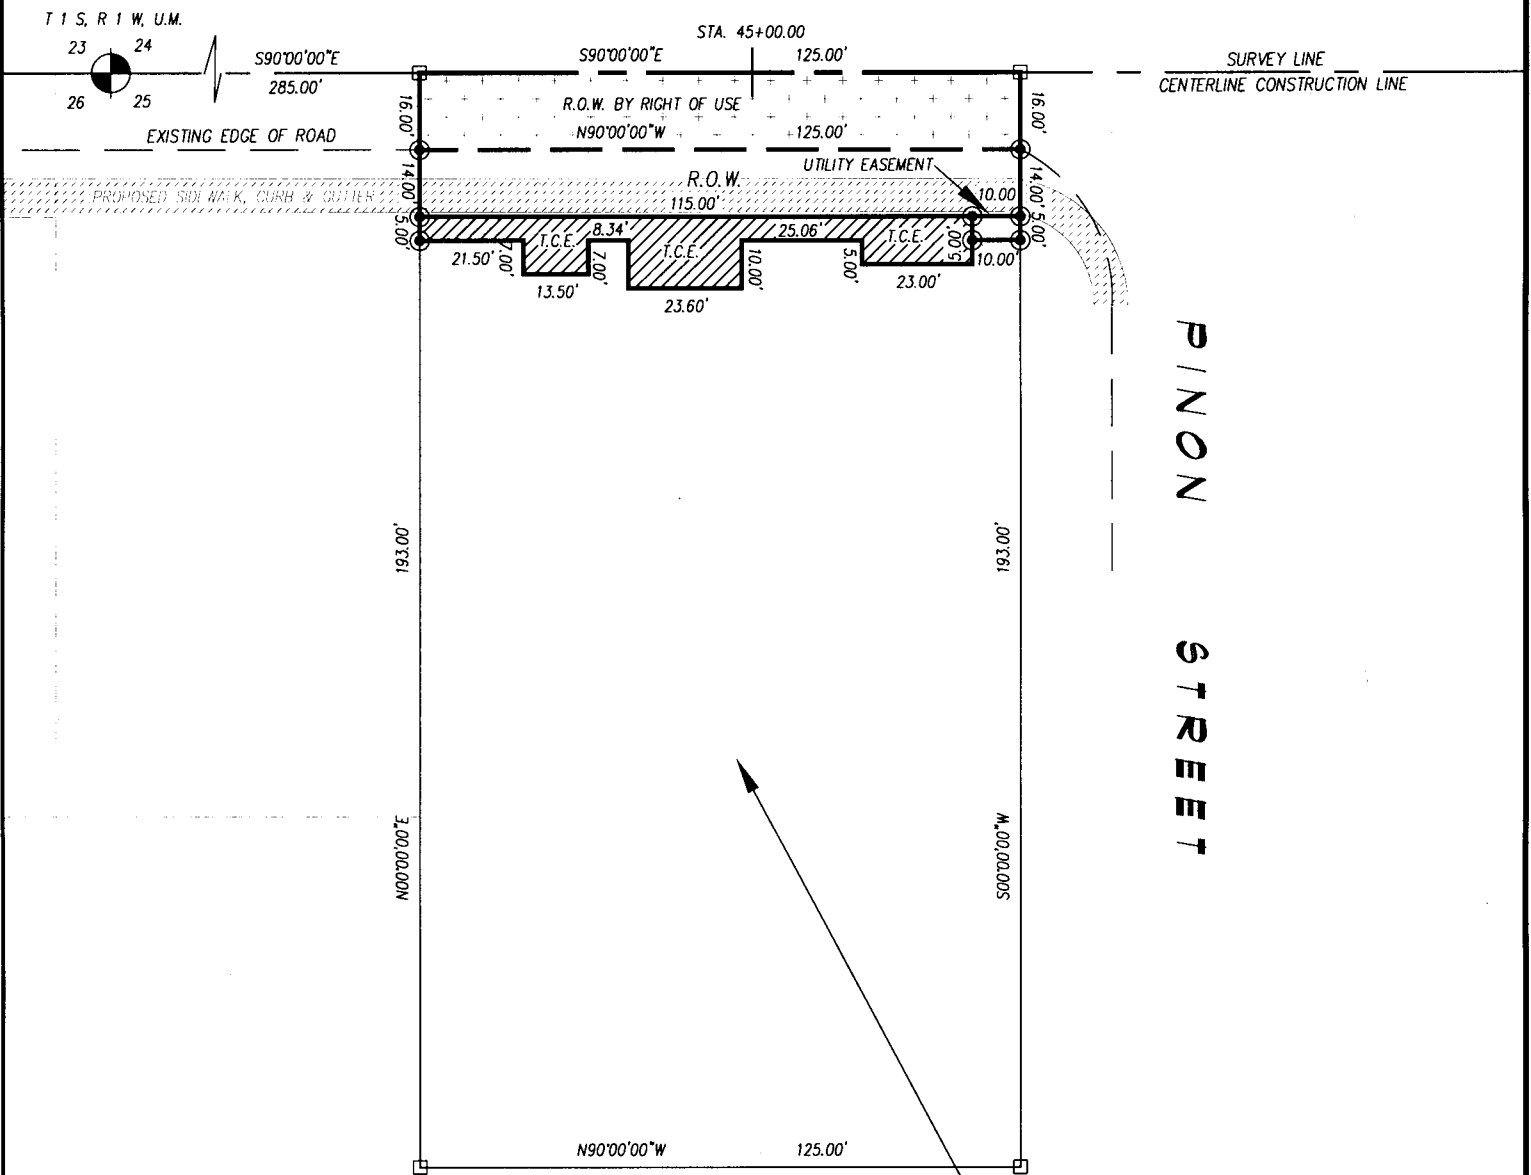 T 1 S, R 1 W, U.M.
23 24
26 25
S90°00'00"E
285.00'
STA. 45+00.00
S90°00'00"E 125.00'
SURVEY LINE
CENTERLINE CONSTRUCTION LINE
16.00'
R.O.W. BY RIGHT OF USE
16.00'
EXISTING EDGE OF ROAD
N90°00'00"W 125.00'
UTILITY EASEMENT
14.00'
R.O.W.
14.00'
PROPOSED SIDEWALK, CURB & GUTTER
115.00'
10.00
5.00
5.00'
8.34'
T.C.E.
T.C.E.
25.06'
T.C.E.
21.50'
7.00'
7.00'
10.00'
5.00'
5.00'
10.00'
13.50'
23.60'
23.00'
PINON STREET
193.00'
193.00'
N00°00'00"E
S00°00'00"W
N90°00'00"W 125.00'